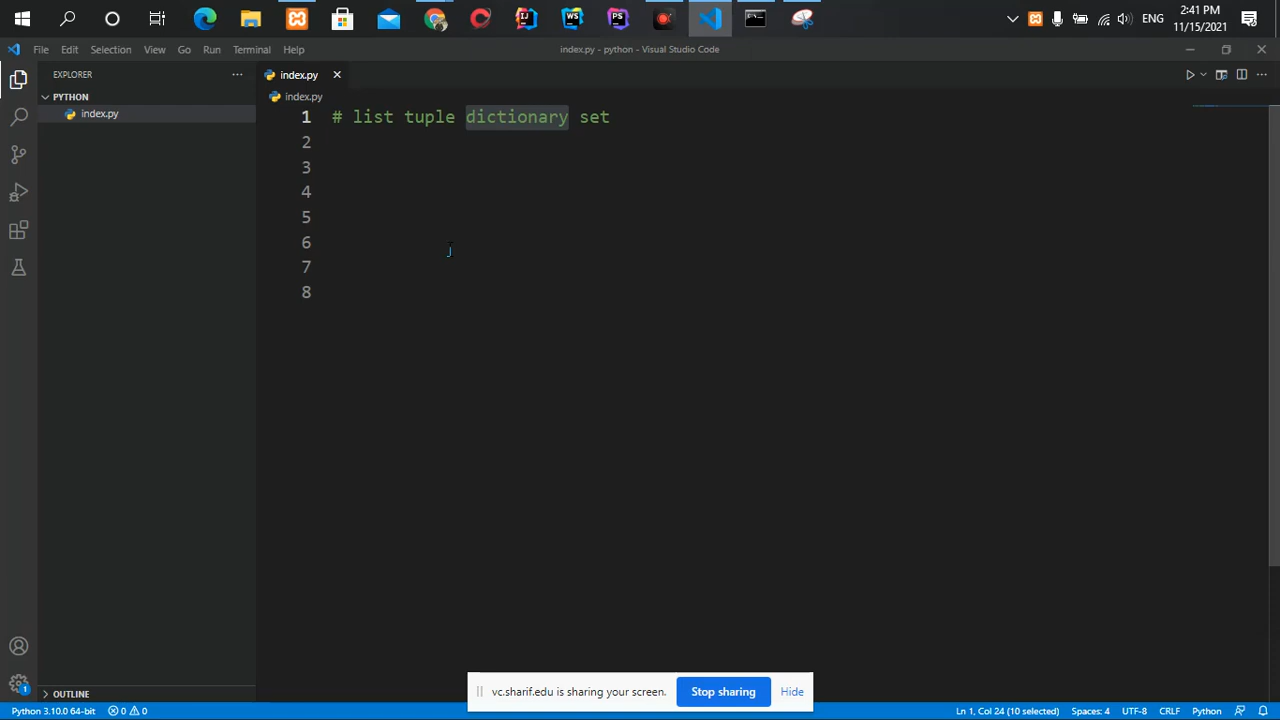 2:41 PM
ENG
11/15/2021
File Edit Selection View Go Run Terminal Help
index.py - python - Visual Studio Code
EXPLORER
index.py
PYTHON
index.py
index.py
1 # list tuple dictionary set
2
3
4
5
6
7
8
vc.sharif.edu is sharing your screen. Stop sharing Hide
1
OUTLINE
Python 3.10.0 64-bit 0 0 Ln 1, Col 24 (10 selected) Spaces: 4 UTF-8 CRLF Python